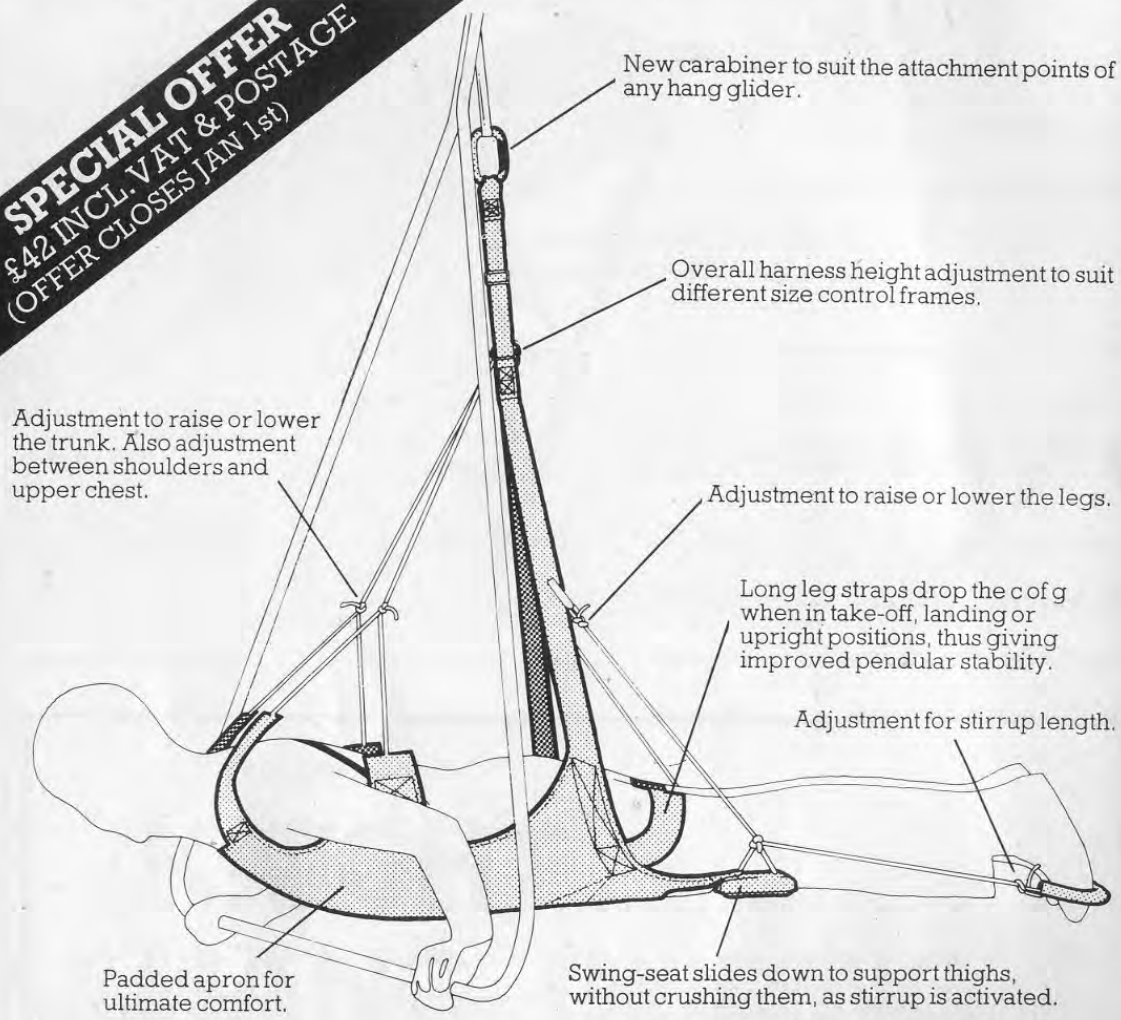 SPECIAL OFFER
£42 INCL. VAT & POSTAGE
(OFFER CLOSES JAN 1st)
New carabiner to suit the attachment points of
any hang glider.
Overall harness height adjustment to suit
different size control frames.
Adjustment to raise or lower
the trunk. Also adjustment
between shoulders and
upper chest.
Adjustment to raise or lower the legs.
Long leg straps drop the c of g
when in take-off, landing or
upright positions, thus giving
improved pendular stability.
Adjustment for stirrup length.
Padded apron for
ultimate comfort.
Swing-seat slides down to support thighs,
without crushing them, as stirrup is activated.